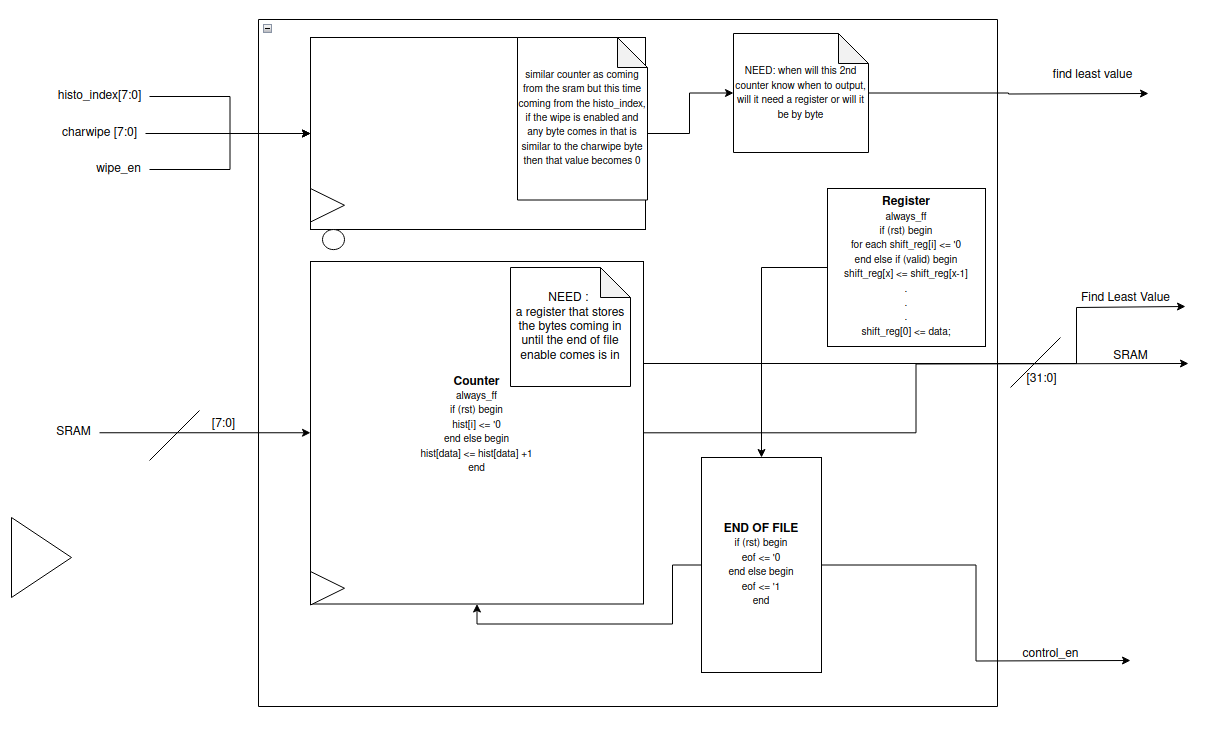 similar counter as coming
from the sram but this time
coming from the histo_index,
if the wipe is enabled and
any byte comes in that is
similar to the charwipe byte
then that value becomes 0
NEED: when will this 2nd
counter know when to output,
will it need a register or will it
be by byte
find least value
histo_index[7:0]
charwipe [7:0]
wipe_en
Register
always_ff
if (rst) begin
for each shift_reg[i] <= '0
end else if (valid) begin
shift_reg[x] <= shift_reg[x-1]
.
.
.
shift_reg[0] <= data;
NEED :
a register that stores
the bytes coming in
until the end of file
enable comes is in
Find Least Value
SRAM
[31:0]
Counter
always_ff
if (rst) begin
hist[i] <= '0
end else begin
hist[data] <= hist[data] +1
end
SRAM
[7:0]
END OF FILE
if (rst) begin
eof <= '0
end else begin
eof <= '1
end
control_en